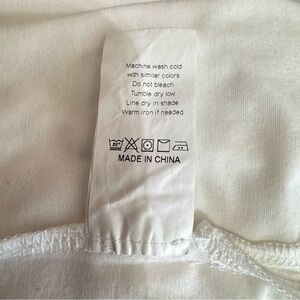 Machine wash cold
with similar colors
Do not bleach
Tumble dry low
Line dry in shade
Warm iron if needed
MADE IN CHINA